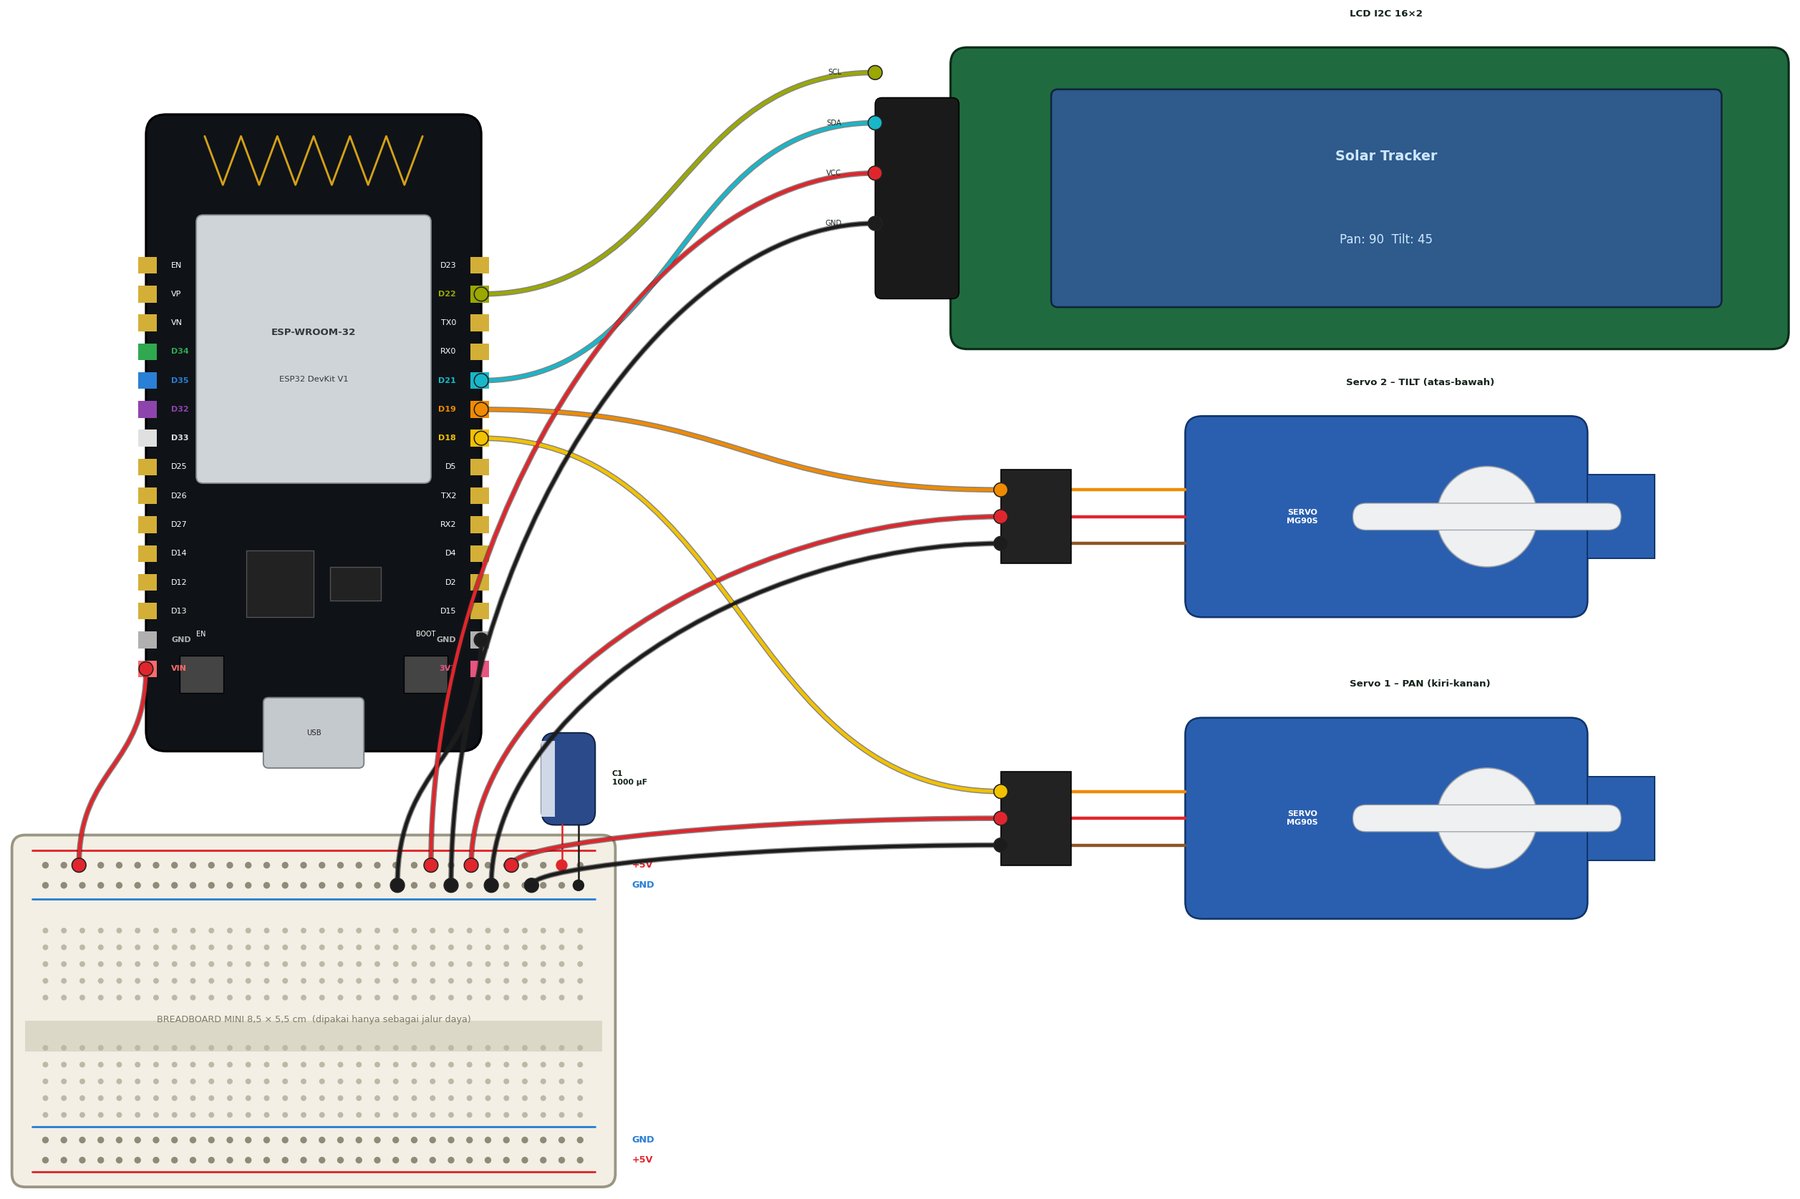 LCD I2C 16×2
SCL
SDA
VCC
GND
Solar Tracker
Pan: 90  Tilt: 45
ESP-WROOM-32
ESP32 DevKit V1
EN
VP
VN
D34
D35
D32
D33
D25
D26
D27
D14
D12
D13
GND
VIN
D23
D22
TX0
RX0
D21
D19
D18
D5
TX2
RX2
D4
D2
D15
GND
EN
BOOT
USB
Servo 2 – TILT (atas-bawah)
SERVO
MG90S
Servo 1 – PAN (kiri-kanan)
SERVO
MG90S
C1
1000 µF
+5V
GND
BREADBOARD MINI 8,5 × 5,5 cm  (dipakai hanya sebagai jalur daya)
GND
+5V